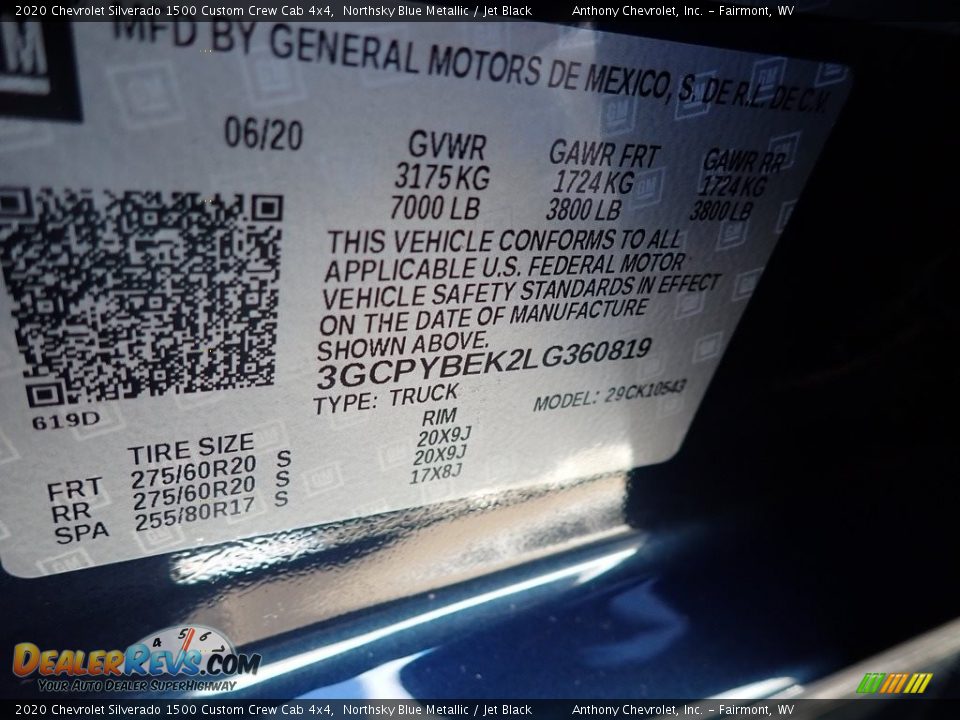 2020 Chevrolet Silverado 1500 Custom Crew Cab 4x4, Northsky Blue Metallic / Jet Black Anthony Chevrolet, Inc. - Fairmont, WV
GM
MFD BY GENERAL MOTORS DE MEXICO, S. DE R.L. DE C.V.
06/20
GVWR GAWR FRT GAWR RR
3175 KG 1724 KG 1724 KG
7000 LB 3800 LB 3800 LB
THIS VEHICLE CONFORMS TO ALL
APPLICABLE U.S. FEDERAL MOTOR
VEHICLE SAFETY STANDARDS IN EFFECT
ON THE DATE OF MANUFACTURE
SHOWN ABOVE.
3GCPYBEK2LG360819
TYPE: TRUCK MODEL: 29CK10543
619D
TIRE SIZE RIM
FRT 275/60R20 S 20X9J
RR 275/60R20 S 20X9J
SPA 255/80R17 S 17X8J
4 5 6
DEALERREVS.COM
YOUR AUTO DEALER SUPERHIGHWAY
2020 Chevrolet Silverado 1500 Custom Crew Cab 4x4, Northsky Blue Metallic / Jet Black Anthony Chevrolet, Inc. - Fairmont, WV